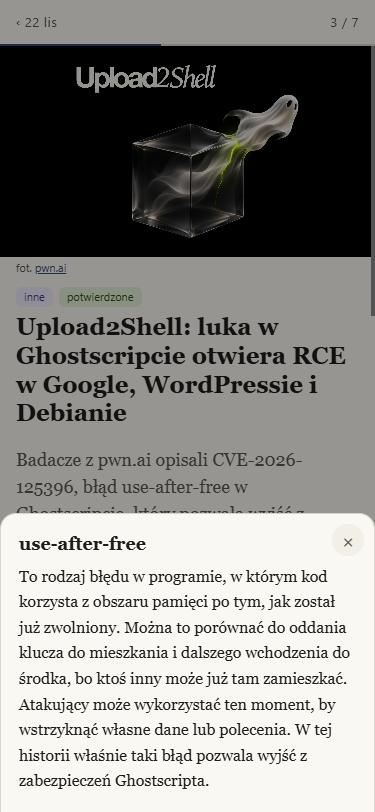 ‹ 22 lis
3 / 7
Upload2Shell
fot. pwn.ai
inne
potwierdzone
Upload2Shell: luka w
Ghostscripcie otwiera RCE
w Google, WordPressie i
Debianie
Badacze z pwn.ai opisali CVE-2026-
125396, błąd use-after-free w
Ghostscripcie, który pozwala wyjść z
use-after-free
×
To rodzaj błędu w programie, w którym kod
korzysta z obszaru pamięci po tym, jak został
już zwolniony. Można to porównać do oddania
klucza do mieszkania i dalszego wchodzenia do
środka, bo ktoś inny może już tam zamieszkać.
Atakujący może wykorzystać ten moment, by
wstrzyknąć własne dane lub polecenia. W tej
historii właśnie taki błąd pozwala wyjść z
zabezpieczeń Ghostscripta.